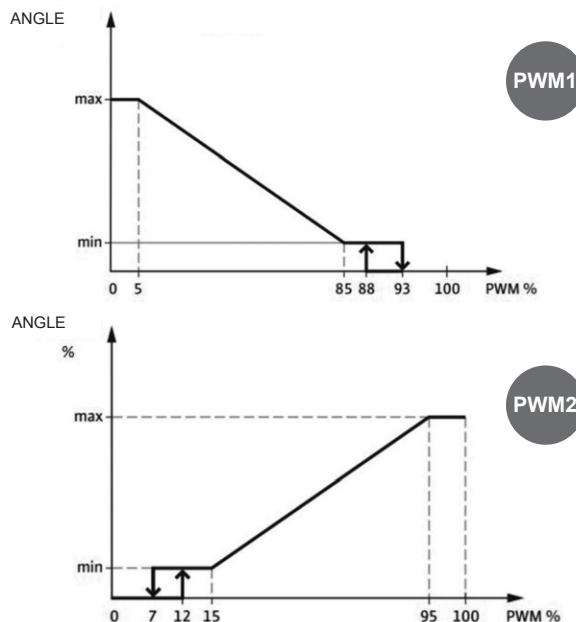 ANGLE
max
PWM1
min
0 5 85 88 93 100 PWM %
ANGLE
%
max
PWM2
min
0 7 12 15 95 100 PWM %